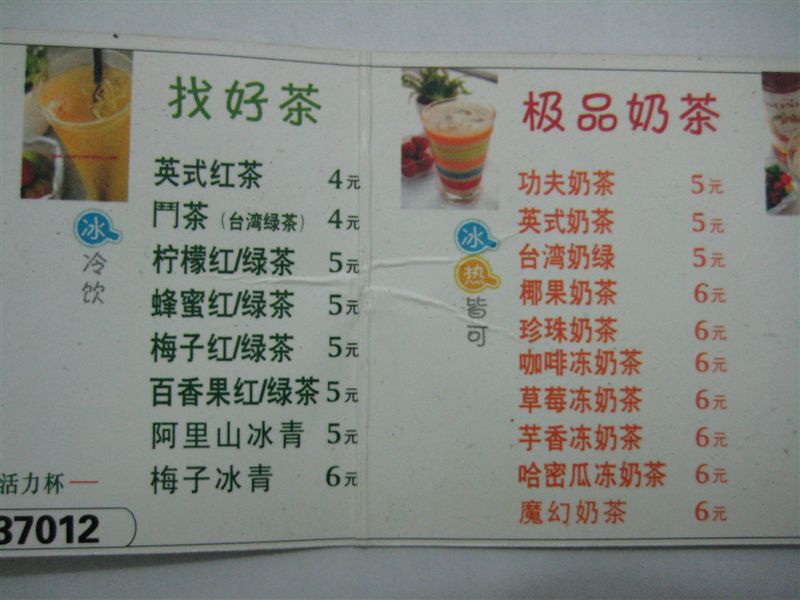 找好茶
英式红茶 4元
鬥茶（台湾绿茶） 4元
柠檬红/绿茶 5元
蜂蜜红/绿茶 5元
梅子红/绿茶 5元
百香果红/绿茶 5元
阿里山冰青 5元
梅子冰青 6元
冰
冷饮
活力杯一
37012
极品奶茶
功夫奶茶 5元
英式奶茶 5元
台湾奶绿 5元
椰果奶茶 6元
珍珠奶茶 6元
咖啡冻奶茶 6元
草莓冻奶茶 6元
芋香冻奶茶 6元
哈密瓜冻奶茶 6元
魔幻奶茶 6元
冰
热
皆可